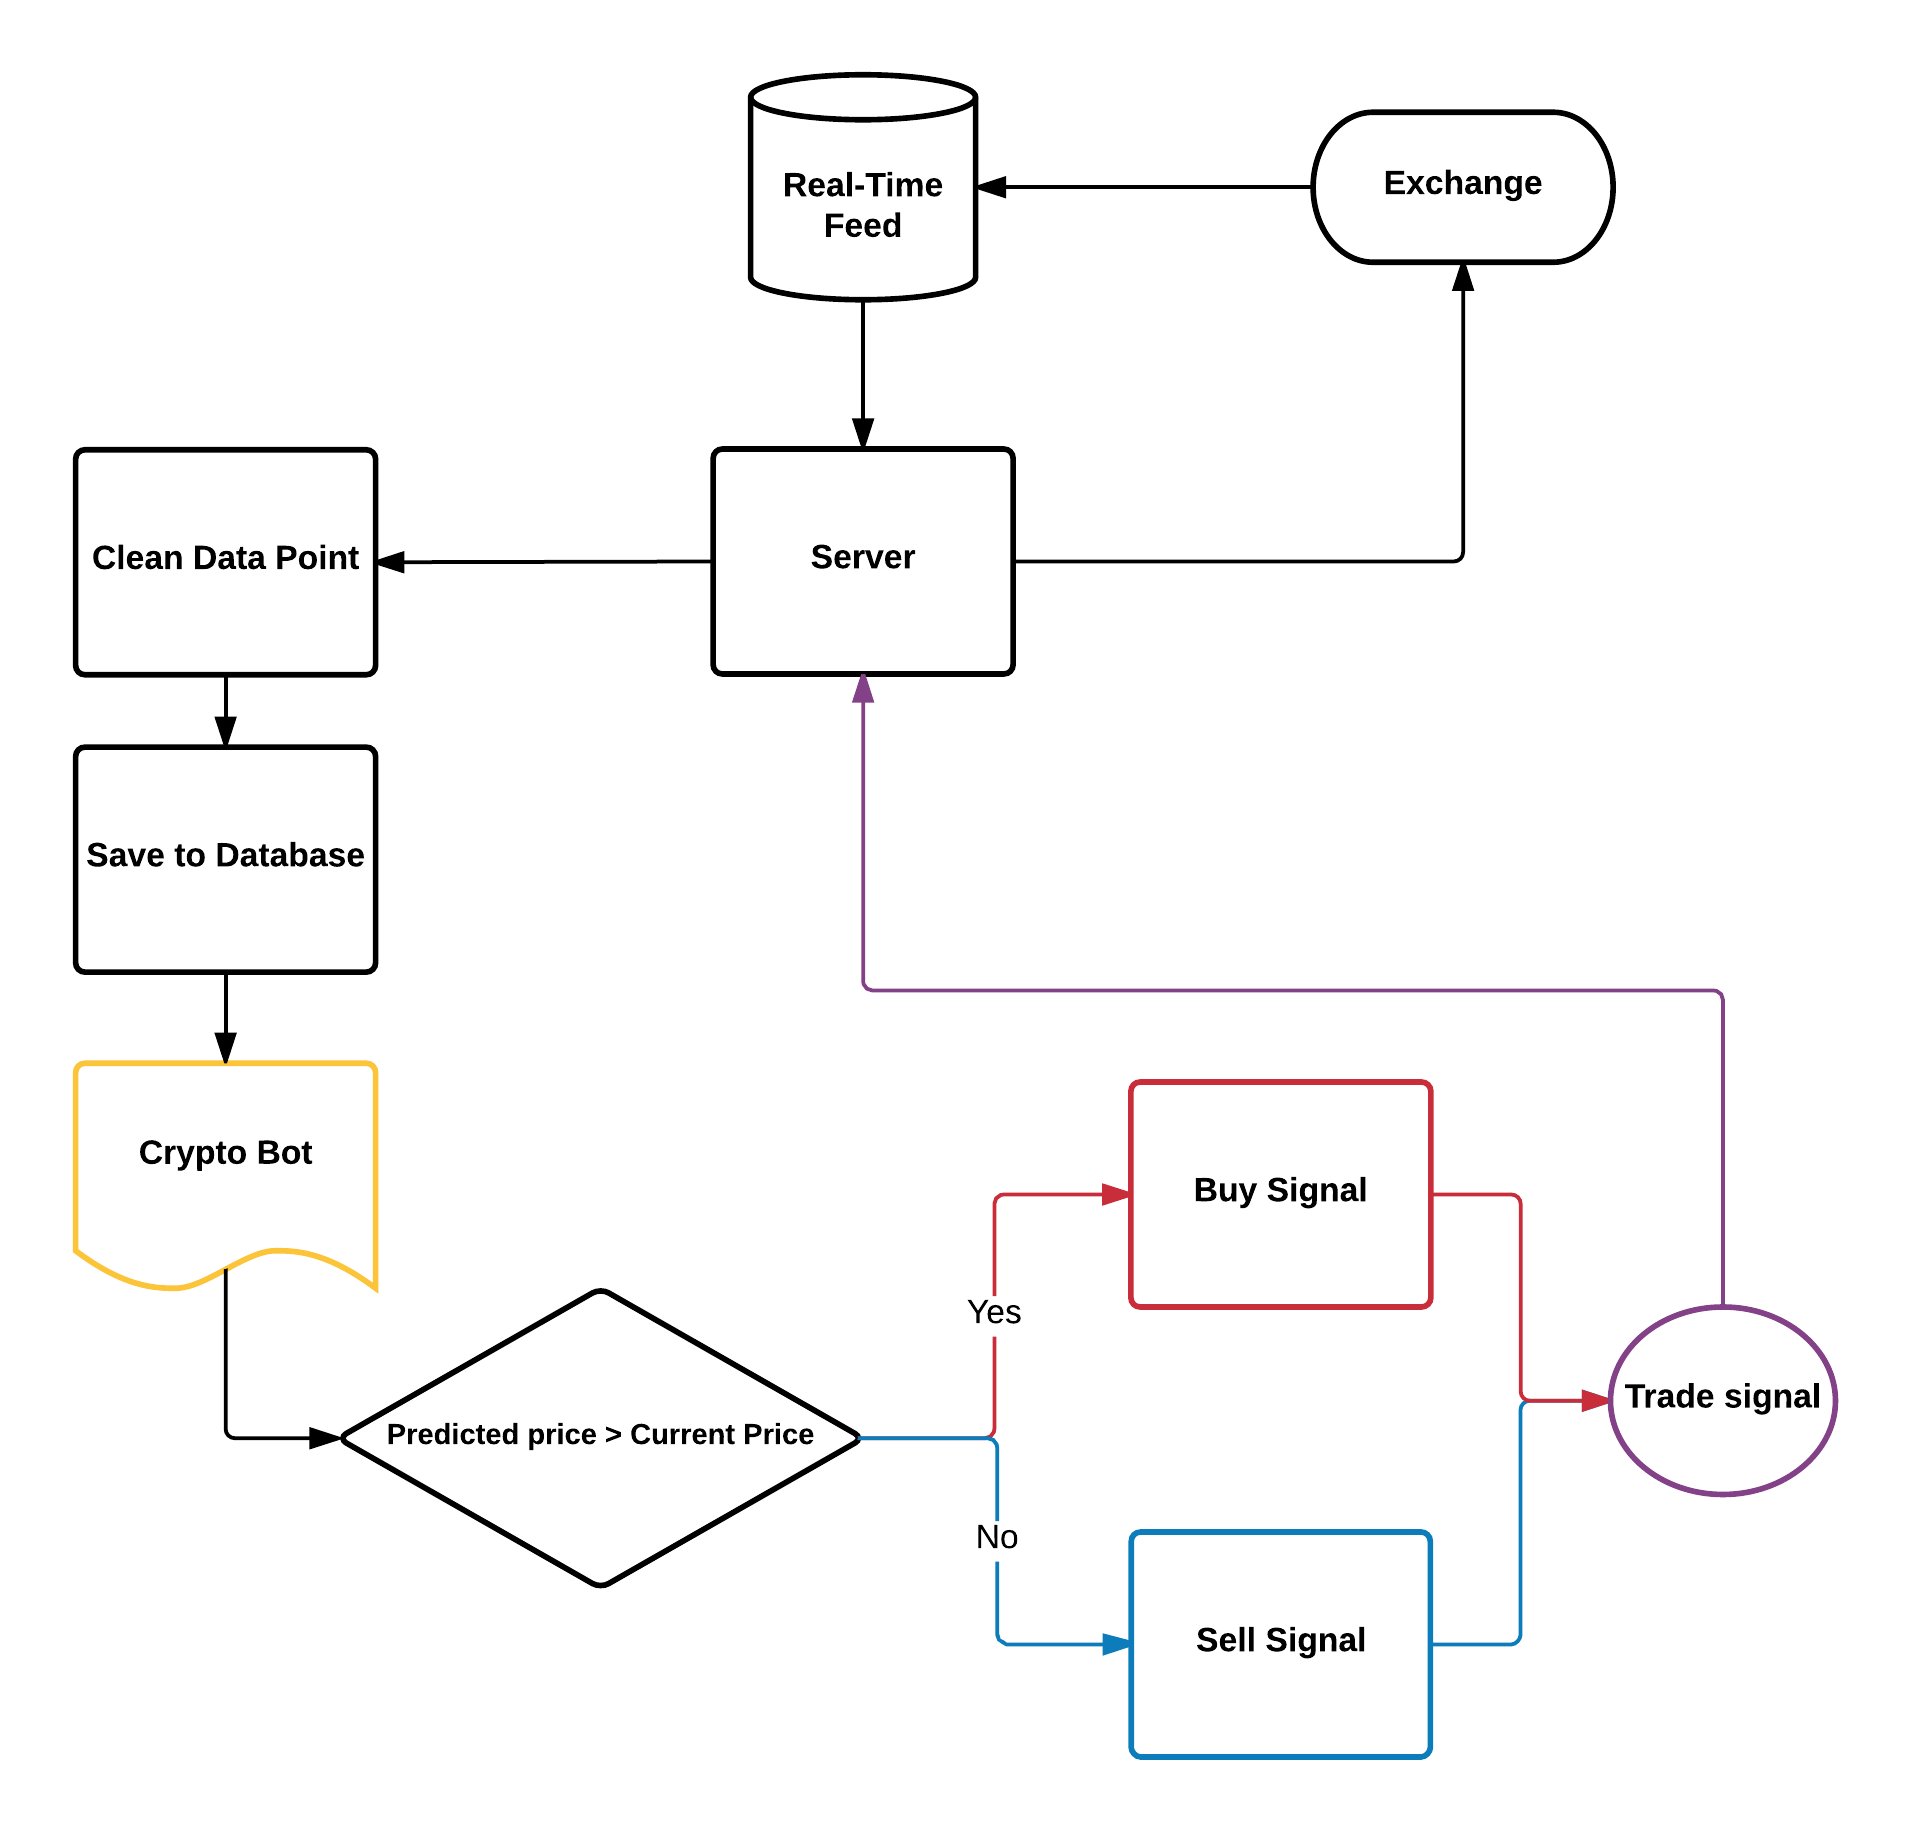 Real-Time
Feed
Exchange
Clean Data Point
Server
Save to Database
Crypto Bot
Buy Signal
Yes
Predicted price > Current Price
Trade signal
No
Sell Signal